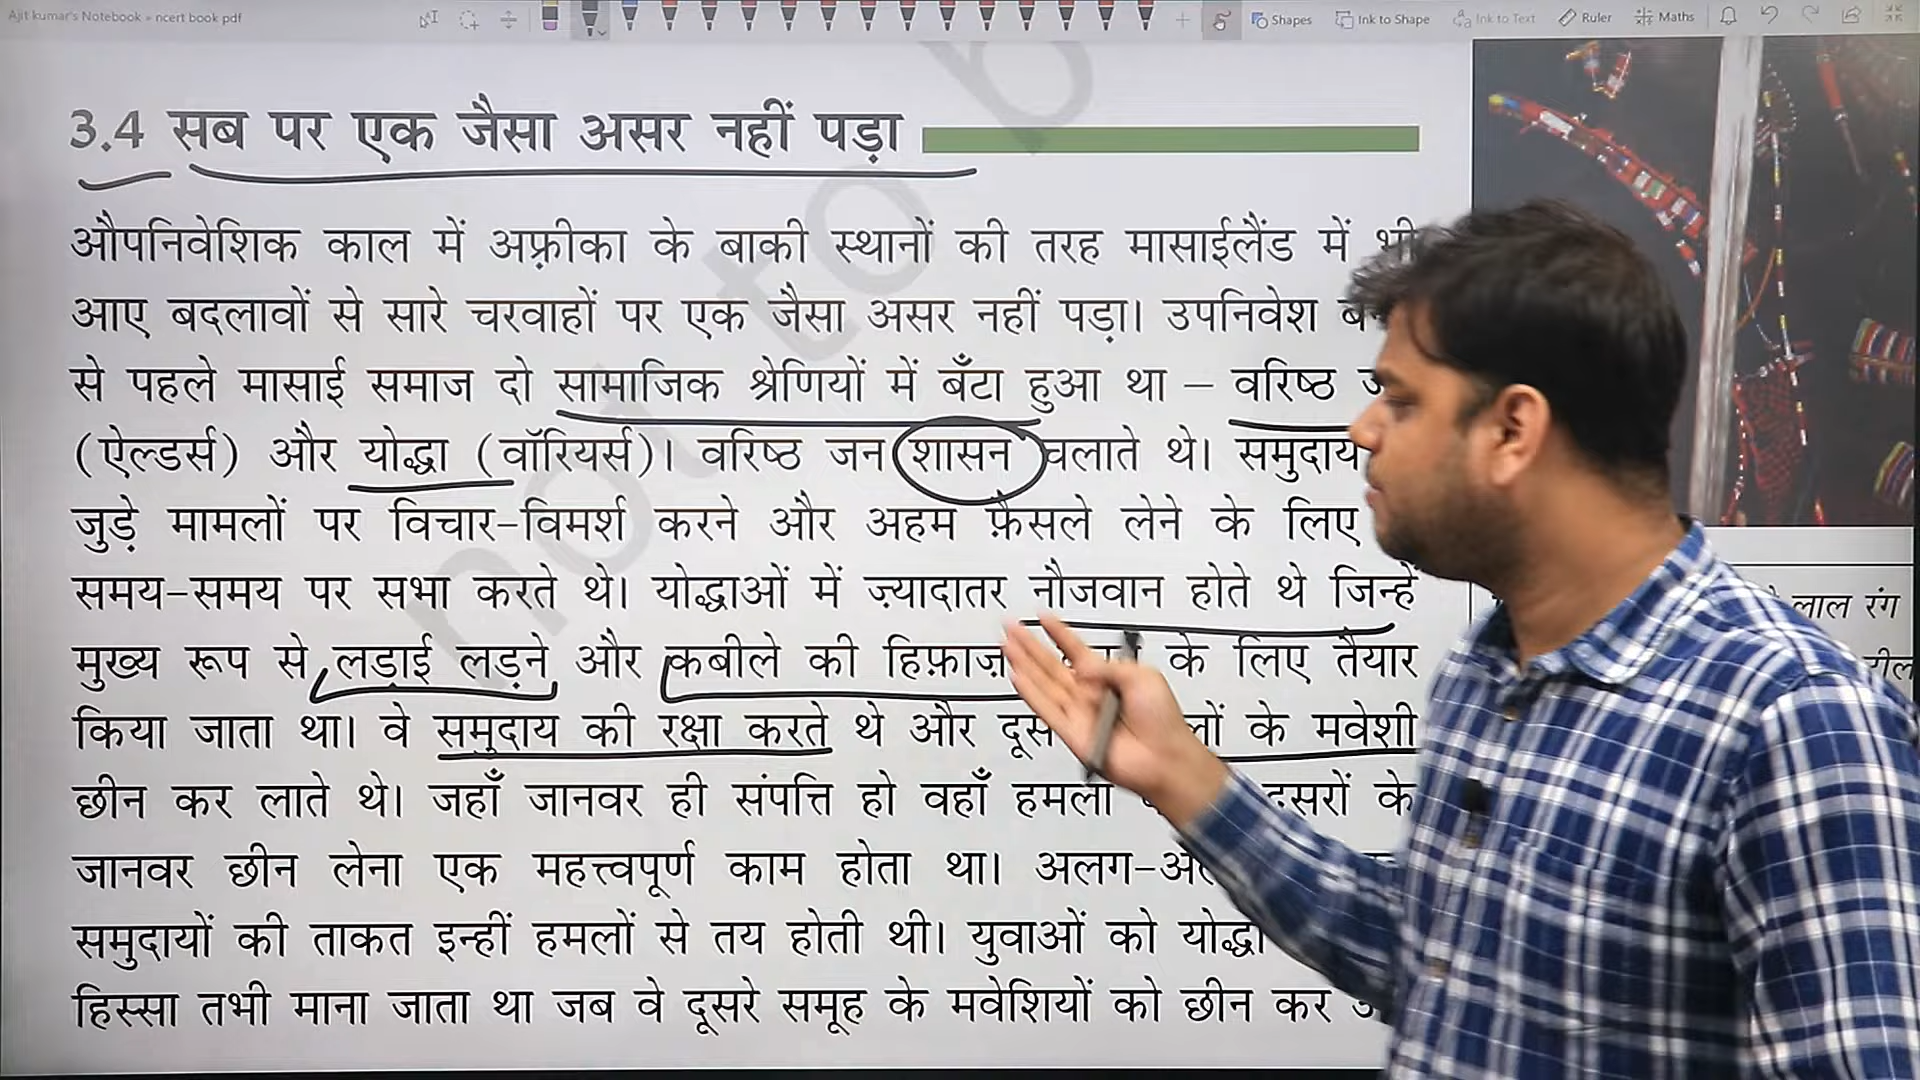 Ajit kumar's Notebook » ncert book pdf
Shapes Ink to Shape Ink to Text Ruler Maths
3.4 सब पर एक जैसा असर नहीं पड़ा
औपनिवेशिक काल में अफ़्रीका के बाकी स्थानों की तरह मासाईलैंड में भी
आए बदलावों से सारे चरवाहों पर एक जैसा असर नहीं पड़ा। उपनिवेश
से पहले मासाई समाज दो सामाजिक श्रेणियों में बँटा हुआ था – वरिष्ठ
(ऐल्डर्स) और योद्धा (वॉरियर्स)। वरिष्ठ जन शासन चलाते थे। समुदाय
जुड़े मामलों पर विचार-विमर्श करने और अहम फ़ैसले लेने के लिए
समय-समय पर सभा करते थे। योद्धाओं में ज़्यादातर नौजवान होते थे जिन्हें
मुख्य रूप से लड़ाई लड़ने और कबीले की के लिए तैयार
किया जाता था। वे समुदाय की रक्षा करते थे और के मवेशी
छीन कर लाते थे। जहाँ जानवर ही संपत्ति हो वहाँ हमला दूसरों के
जानवर छीन लेना एक महत्त्वपूर्ण काम होता था।
समुदायों की ताकत इन्हीं हमलों से तय होती थी। युवाओं को योद्धा
हिस्सा तभी माना जाता था जब वे दूसरे समूह के मवेशियों को छीन कर
लाल रंग
not to b